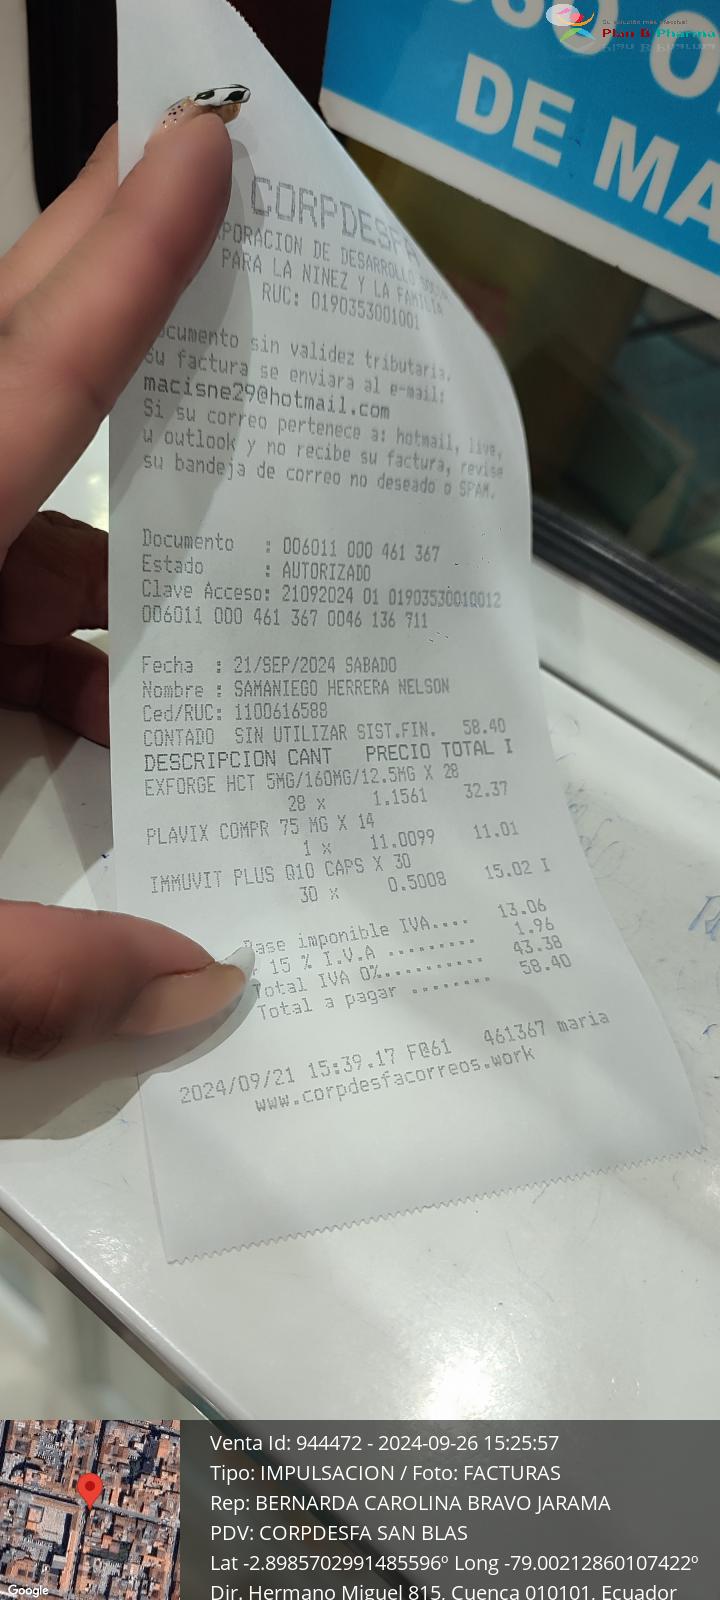 Su solución más efectiva!
Plan B Pharma
USO O
DE MA
CORPDESFA
PORACION DE DESARROLLO SOCIAL
PARA LA NINEZ Y LA FAMILIA
RUC: 0190353001001
ocumento sin validez tributaria.
Su factura se enviara al e-mail:
macisne29@hotmail.com
Si su correo pertenece a: hotmail, live,
u outlook y no recibe su factura, revise
su bandeja de correo no deseado o SPAM.
Documento : 006011 000 461 367
Estado : AUTORIZADO
Clave Acceso: 21092024 01 0190353001001 2
006011 000 461 367 0046 136 711
Fecha : 21/SEP/2024 SABADO
Nombre : SAMANIEGO HERRERA NELSON
Ced/RUC: 1100616588
CONTADO SIN UTILIZAR SIST.FIN. 58.40
DESCRIPCION CANT PRECIO TOTAL I
EXFORGE HCT 5MG/160MG/12.5MG X 28
28 x 1.1561 32.37
PLAVIX COMPR 75 MG X 14
1 x 11.0099 11.01
IMMUVIT PLUS Q10 CAPS X 30
30 x 0.5008 15.02 I
Base imponible IVA.... 13.06
+ 15 % I.V.A ......... 1.96
Total IVA 0%.......... 43.38
Total a pagar ........ 58.40
2024/09/21 15:39.17 F@61 461367 maria
www.corpdesfacorreos.work
Venta Id: 944472 - 2024-09-26 15:25:57
Tipo: IMPULSACION / Foto: FACTURAS
Rep: BERNARDA CAROLINA BRAVO JARAMA
PDV: CORPDESFA SAN BLAS
Lat -2.8985702991485596º Long -79.00212860107422º
Dir. Hermano Miguel 815, Cuenca 010101, Ecuador
Google